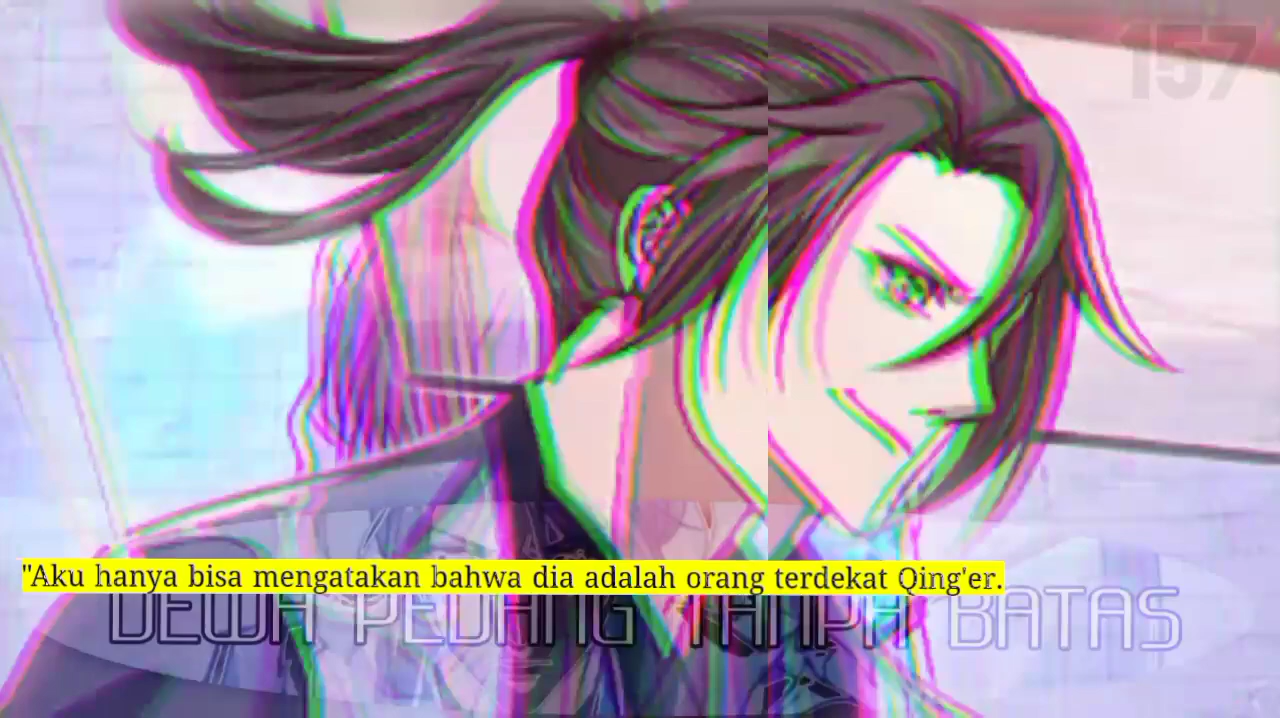 157
"Aku hanya bisa mengatakan bahwa dia adalah orang terdekat Qing'er.
DEWA PEDANG TANPA BATAS